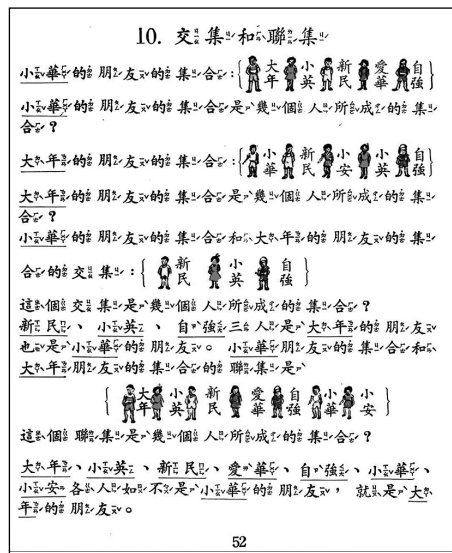 10. 交集和聯集
小華的朋友的集合：{大年 小英 新民 愛華 自強}
小華的朋友的集合是幾個人所成的集
合？
大年的朋友的集合：{小華 新民 小安 小英 自強}
大年的朋友的集合是幾個人所成的集
合？
小華的朋友的集合和大年的朋友的集
合的交集：{新民 小英 自強}
這個交集是幾個人所成的集合？
新民、小英、自強三人是大年的朋友
也是小華的朋友。小華朋友的集合和
大年朋友的集合的聯集是
{大年 小英 新民 愛華 自強 小華 小安}
這個聯集是幾個人所成的集合？
大年、小英、新民、愛華、自強、小華、
小安各人如不是小華的朋友，就是大
年的朋友。
52